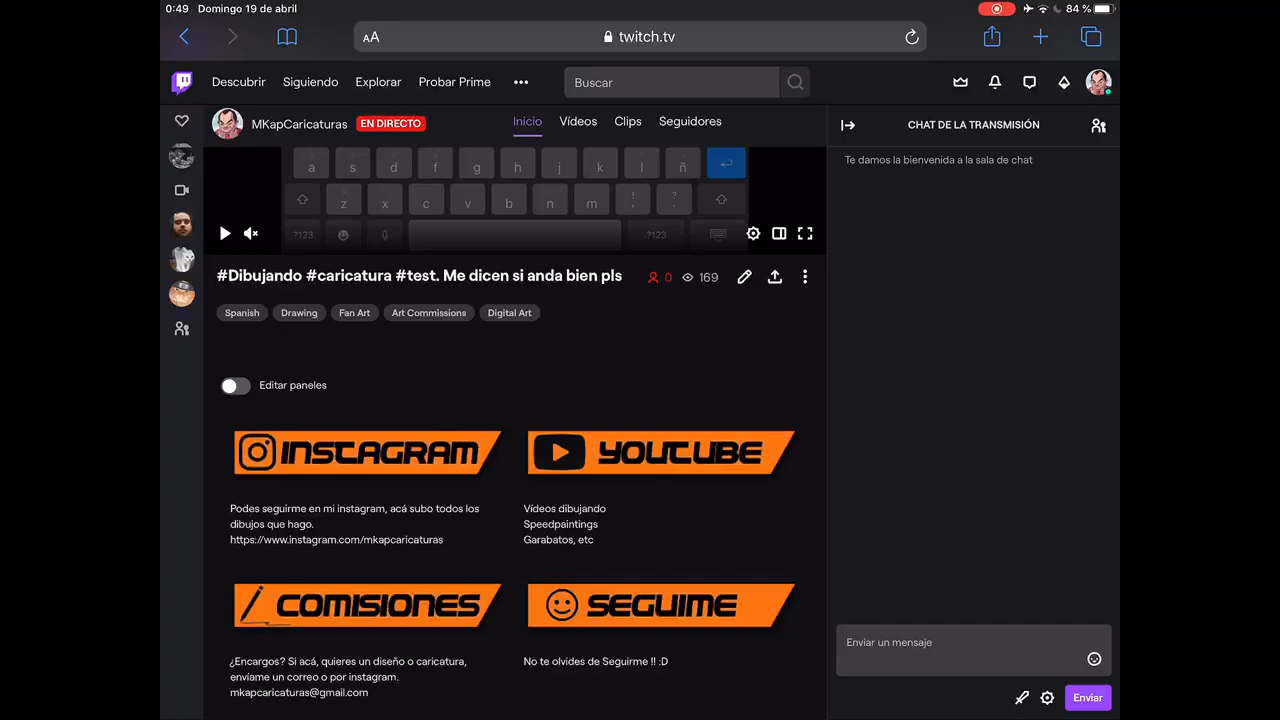 0:49 Domingo 19 de abril
84 %
AA twitch.tv
Descubrir Siguiendo Explorar Probar Prime ••• Buscar
MKapCaricaturas EN DIRECTO Inicio Vídeos Clips Seguidores
CHAT DE LA TRANSMISIÓN
Te damos la bienvenida a la sala de chat
a s d f g h j k l ñ
z x c v b n m ! , ? .
.?123 .?123
#Dibujando #caricatura #test. Me dicen si anda bien pls
0 169
Spanish Drawing Fan Art Art Commissions Digital Art
Editar paneles
INSTAGRAM
Podes seguirme en mi instagram, acá subo todos los
dibujos que hago.
https://www.instagram.com/mkapcaricaturas
YOUTUBE
Vídeos dibujando
Speedpaintings
Garabatos, etc
COMISIONES
¿Encargos? Si acá, quieres un diseño o caricatura,
envíame un correo o por instagram.
mkapcaricaturas@gmail.com
SEGUIME
No te olvides de Seguirme !! :D
Enviar un mensaje
Enviar